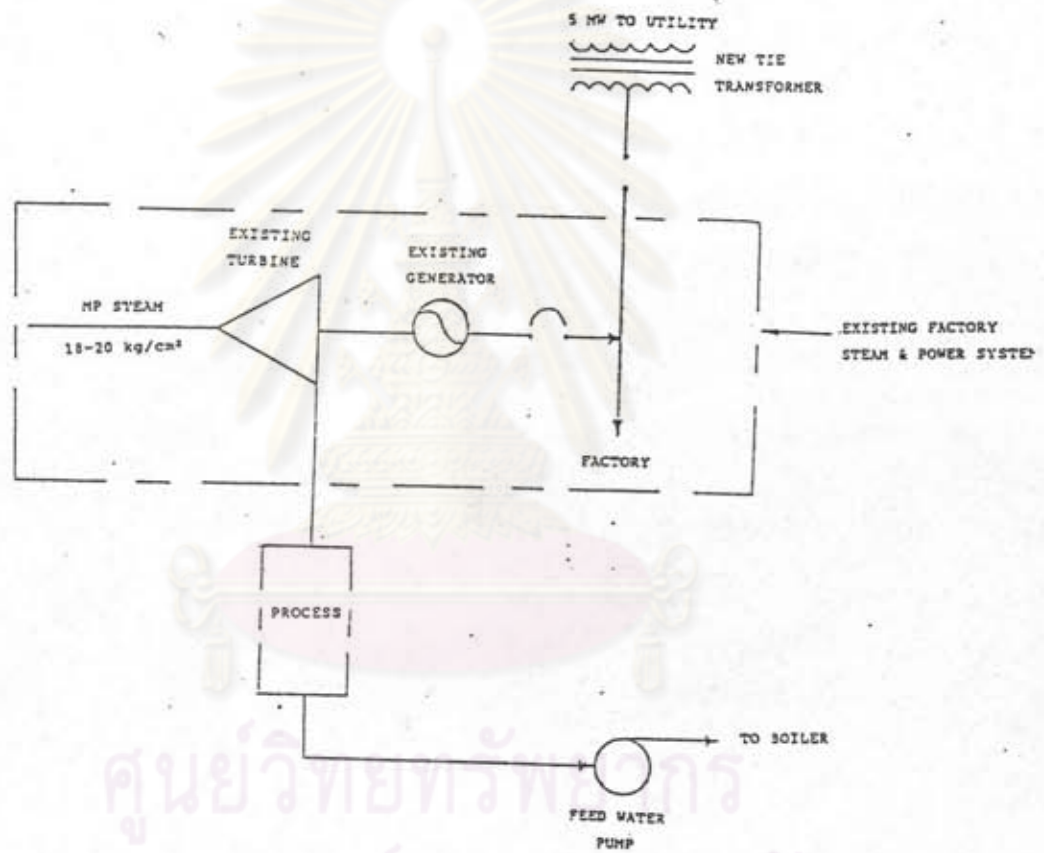 5 MW TO UTILITY
NEW TIE
TRANSFORMER
EXISTING
TURBINE
EXISTING
GENERATOR
MP STEAM
18-20 kg/cm²
EXISTING FACTORY
STEAM & POWER SYSTEM
FACTORY
PROCESS
TO BOILER
FEED WATER
PUMP
ศูนย์วิทยทรัพยากร